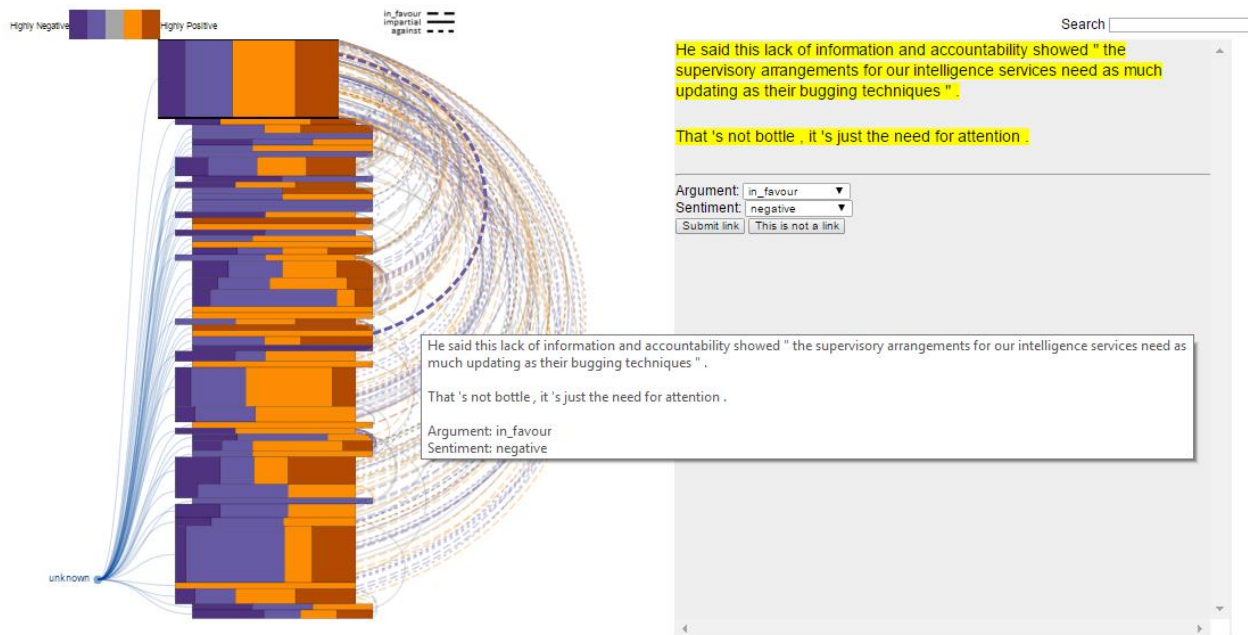 Highly Negative
Highly Positive
in_favour
impartial
against
Search
He said this lack of information and accountability showed " the
supervisory arrangements for our intelligence services need as much
updating as their bugging techniques " .
That 's not bottle , it 's just the need for attention .
Argument: in_favour
Sentiment: negative
Submit link This is not a link
He said this lack of information and accountability showed " the supervisory arrangements for our intelligence services need as
much updating as their bugging techniques " .
That 's not bottle , it 's just the need for attention .
Argument: in_favour
Sentiment: negative
unknown